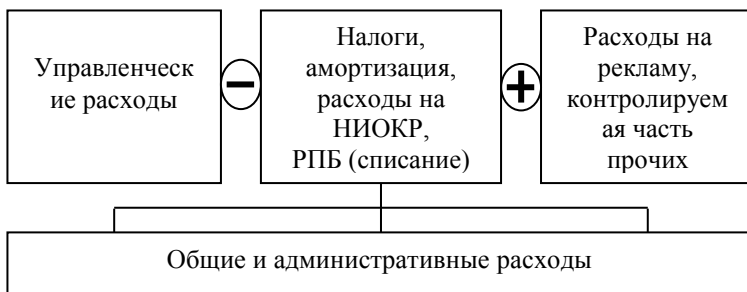 Управленческ
ие расходы
−
Налоги,
амортизация,
расходы на
НИОКР,
РПБ (списание)
+
Расходы на
рекламу,
контролируем
ая часть
прочих
Общие и административные расходы